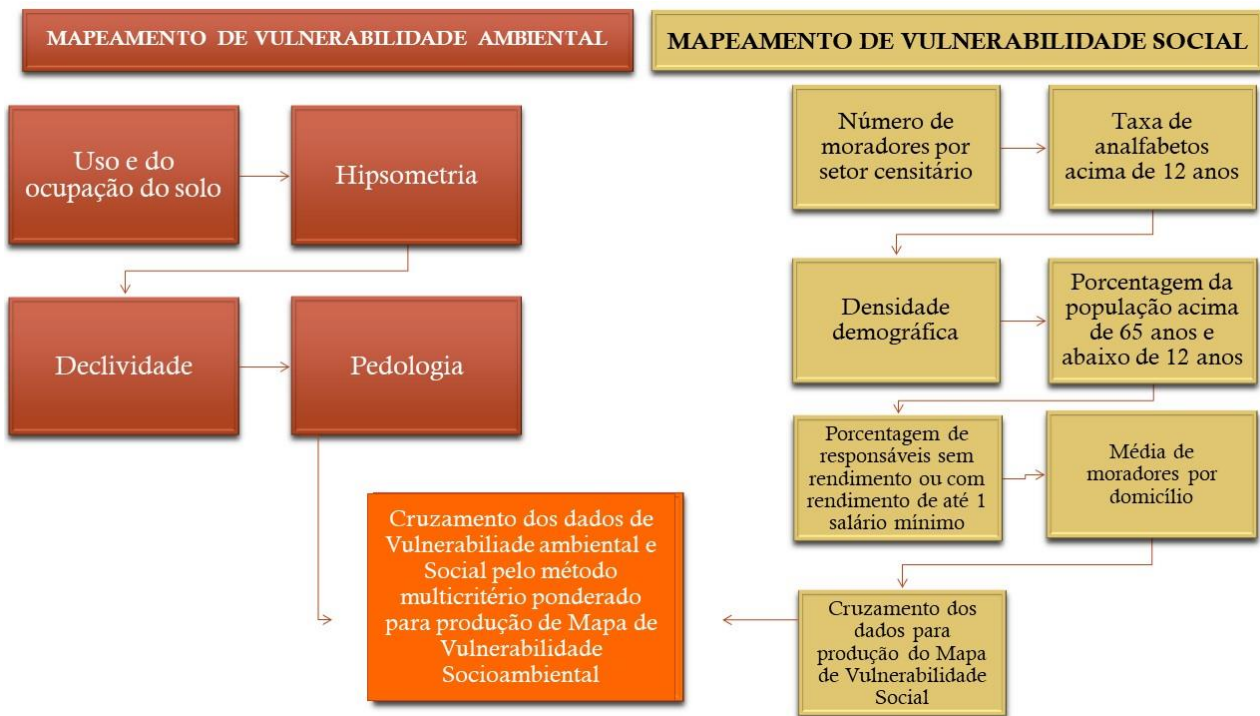 MAPEAMENTO DE VULNERABILIDADE AMBIENTAL
MAPEAMENTO DE VULNERABILIDADE SOCIAL
Uso e do
ocupação do solo
Hipsometria
Declividade
Pedologia
Número de
moradores por
setor censitário
Taxa de
analfabetos
acima de 12 anos
Densidade
demográfica
Porcentagem da
população acima
de 65 anos e
abaixo de 12 anos
Porcentagem de
responsáveis sem
rendimento ou com
rendimento de até 1
salário mínimo
Média de
moradores por
domicílio
Cruzamento dos dados de
Vulnerabiliade ambiental e
Social pelo método
multicritério ponderado
para produção de Mapa de
Vulnerabilidade
Socioambiental
Cruzamento dos
dados para
produção do Mapa
de Vulnerabilidade
Social